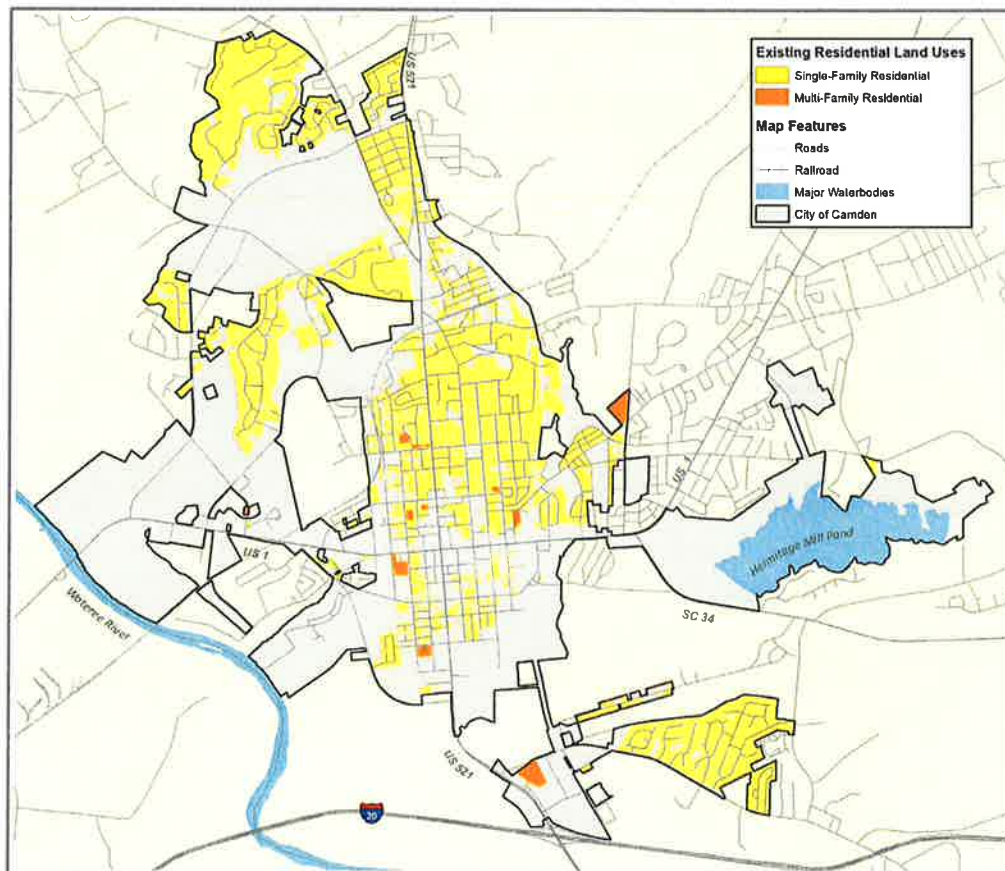 Existing Residential Land Uses
Single-Family Residential
Multi-Family Residential
Map Features
Roads
Railroad
Major Waterbodies
City of Camden
US 521
US 1
Hermitage Mill Pond
US 1
Wateree River
SC 34
US 521
20